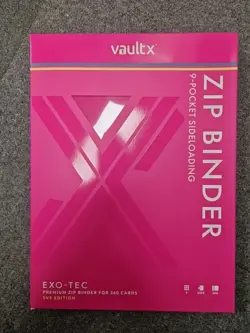 vaultx
ZIP BINDER
9-POCKET SIDELOADING
EXO-TEC
PREMIUM ZIP BINDER FOR 360 CARDS